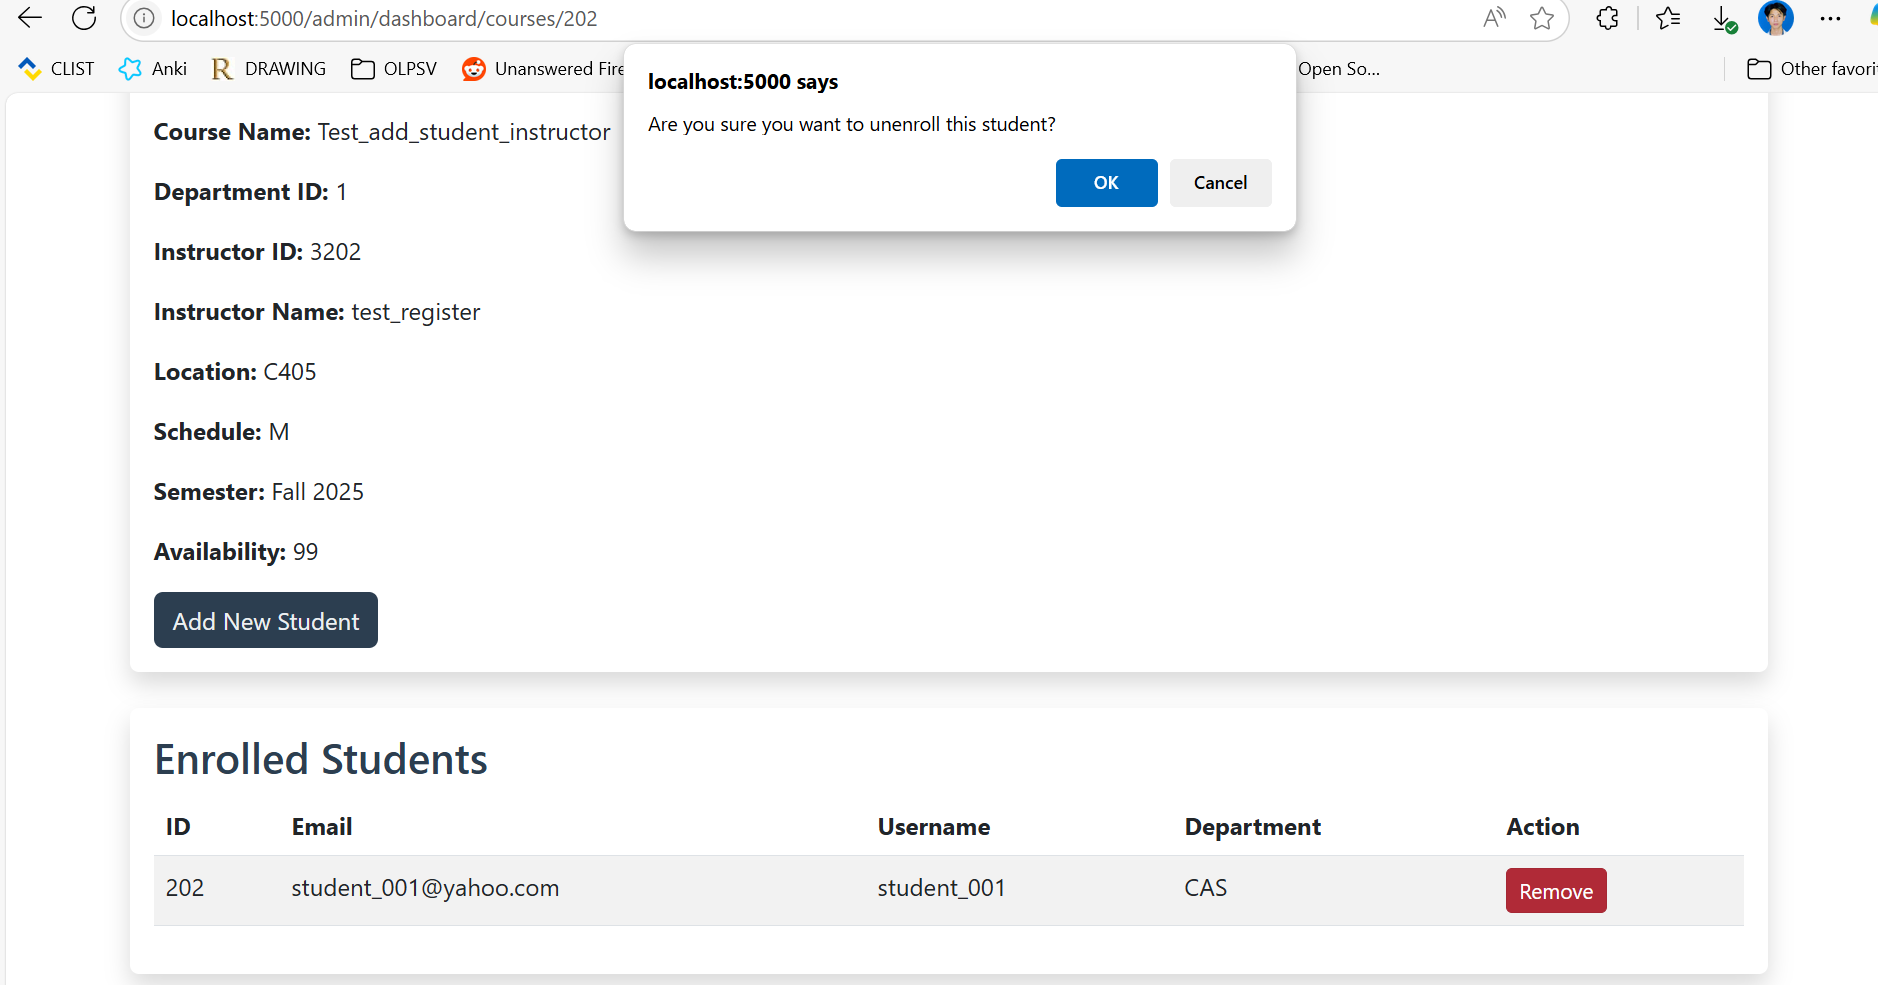 localhost:5000/admin/dashboard/courses/202
CLIST
Anki
DRAWING
OLPSV
Unanswered Fire
Open So...
Other favori
localhost:5000 says
Are you sure you want to unenroll this student?
OK
Cancel
Course Name: Test_add_student_instructor
Department ID: 1
Instructor ID: 3202
Instructor Name: test_register
Location: C405
Schedule: M
Semester: Fall 2025
Availability: 99
Add New Student
Enrolled Students
ID Email Username Department Action
202 student_001@yahoo.com student_001 CAS Remove